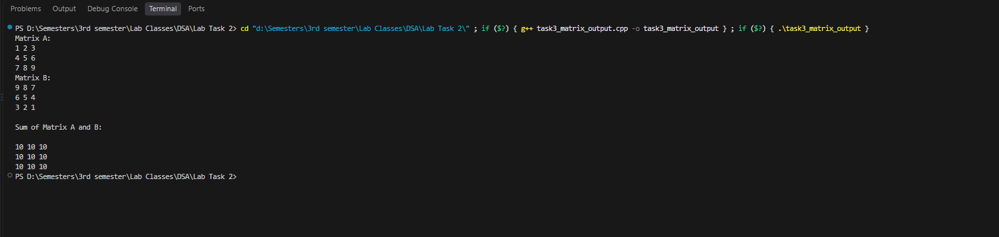 Problems Output Debug Console Terminal Ports
PS D:\Semesters\3rd semester\Lab Classes\DSA\Lab Task 2> cd "d:\Semesters\3rd semester\Lab Classes\DSA\Lab Task 2\" ; if ($?) { g++ task3_matrix_output.cpp -o task3_matrix_output } ; if ($?) { .\task3_matrix_output }
Matrix A:
1 2 3
4 5 6
7 8 9
Matrix B:
9 8 7
6 5 4
3 2 1
Sum of Matrix A and B:
10 10 10
10 10 10
10 10 10
PS D:\Semesters\3rd semester\Lab Classes\DSA\Lab Task 2>